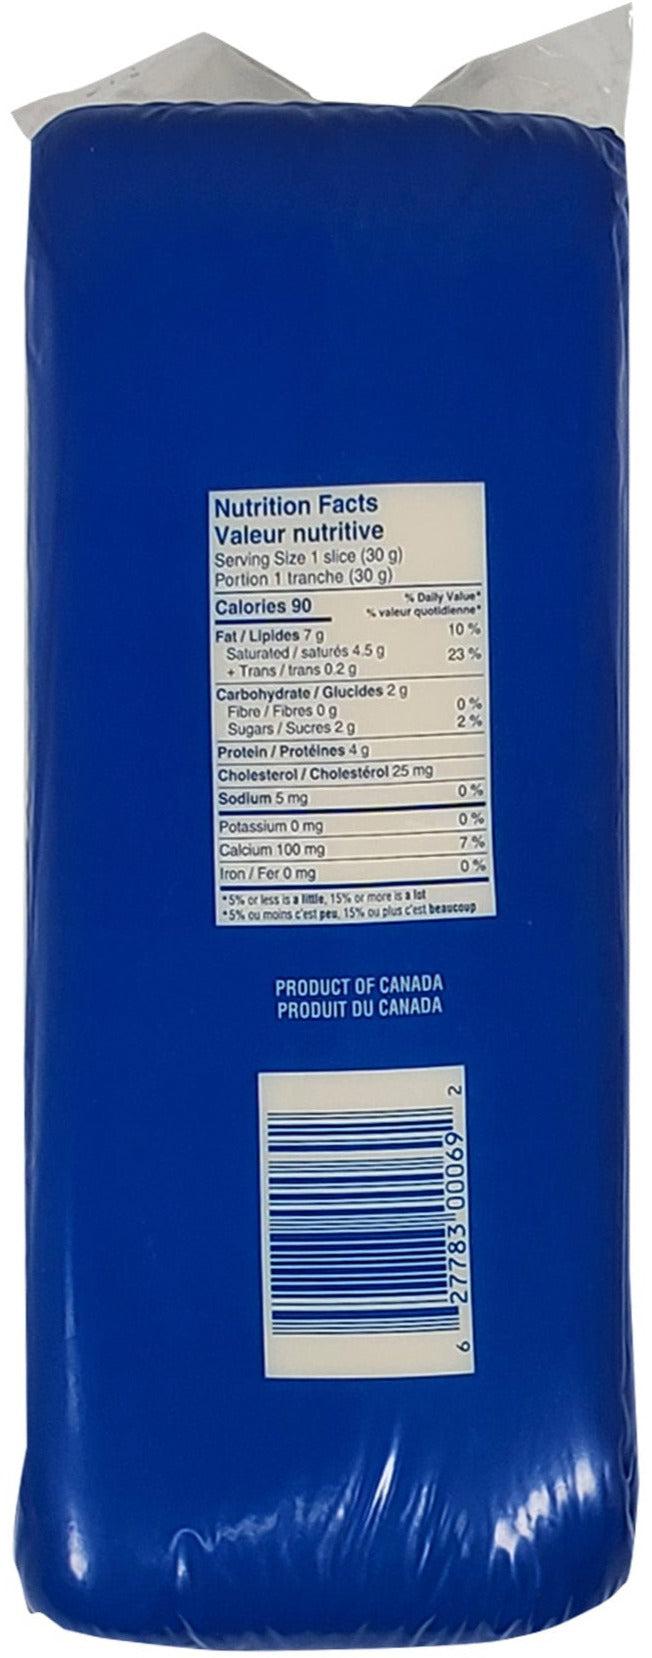 Nutrition Facts
Valeur nutritive
Serving Size 1 slice (30 g)
Portion 1 tranche (30 g)
Calories 90
% Daily Value*
% valeur quotidienne*
Fat / Lipides 7 g 10 %
Saturated / saturés 4.5 g
+ Trans / trans 0.2 g 23 %
Carbohydrate / Glucides 2 g
Fibre / Fibres 0 g 0 %
Sugars / Sucres 2 g 2 %
Protein / Protéines 4 g
Cholesterol / Cholestérol 25 mg
Sodium 5 mg 0 %
Potassium 0 mg 0 %
Calcium 100 mg 7 %
Iron / Fer 0 mg 0 %
*5% or less is a little, 15% or more is a lot
*5% ou moins c'est peu, 15% ou plus c'est beaucoup
PRODUCT OF CANADA
PRODUIT DU CANADA
6 27783 00069 2